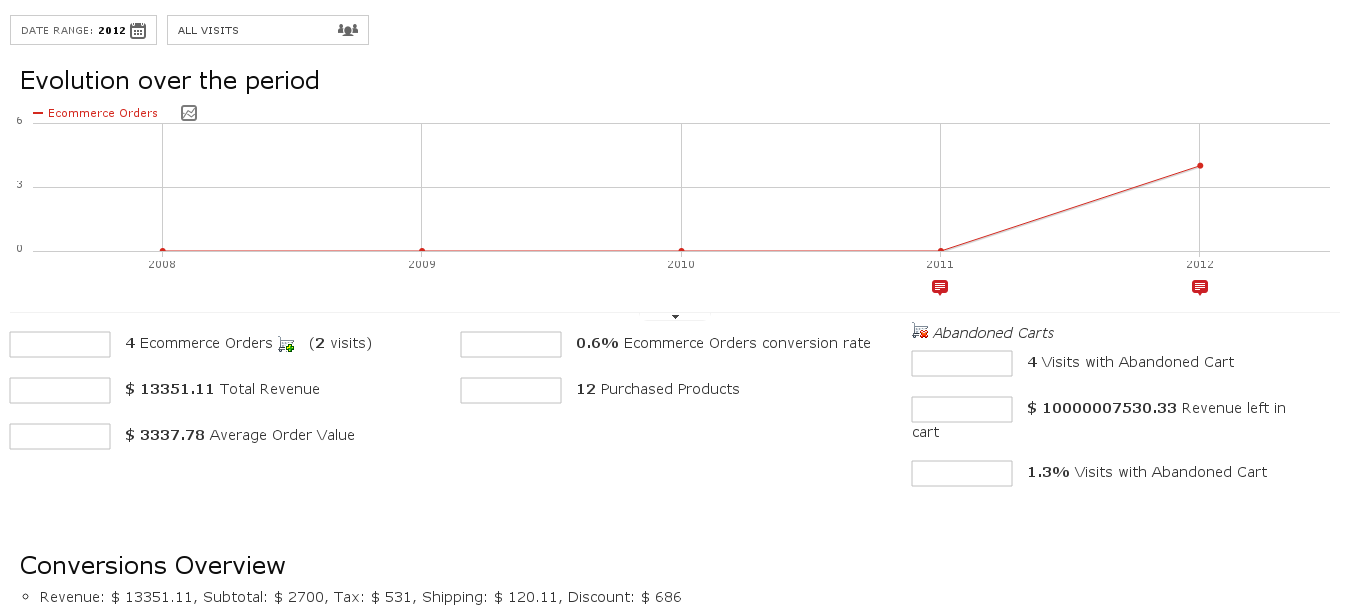 DATE RANGE: 2012
ALL VISITS
Evolution over the period
Ecommerce Orders
6
3
0
2008 2009 2010 2011 2012
4 Ecommerce Orders (2 visits)
$ 13351.11 Total Revenue
$ 3337.78 Average Order Value
0.6% Ecommerce Orders conversion rate
12 Purchased Products
Abandoned Carts
4 Visits with Abandoned Cart
$ 10000007530.33 Revenue left in
cart
1.3% Visits with Abandoned Cart
Conversions Overview
Revenue: $ 13351.11, Subtotal: $ 2700, Tax: $ 531, Shipping: $ 120.11, Discount: $ 686